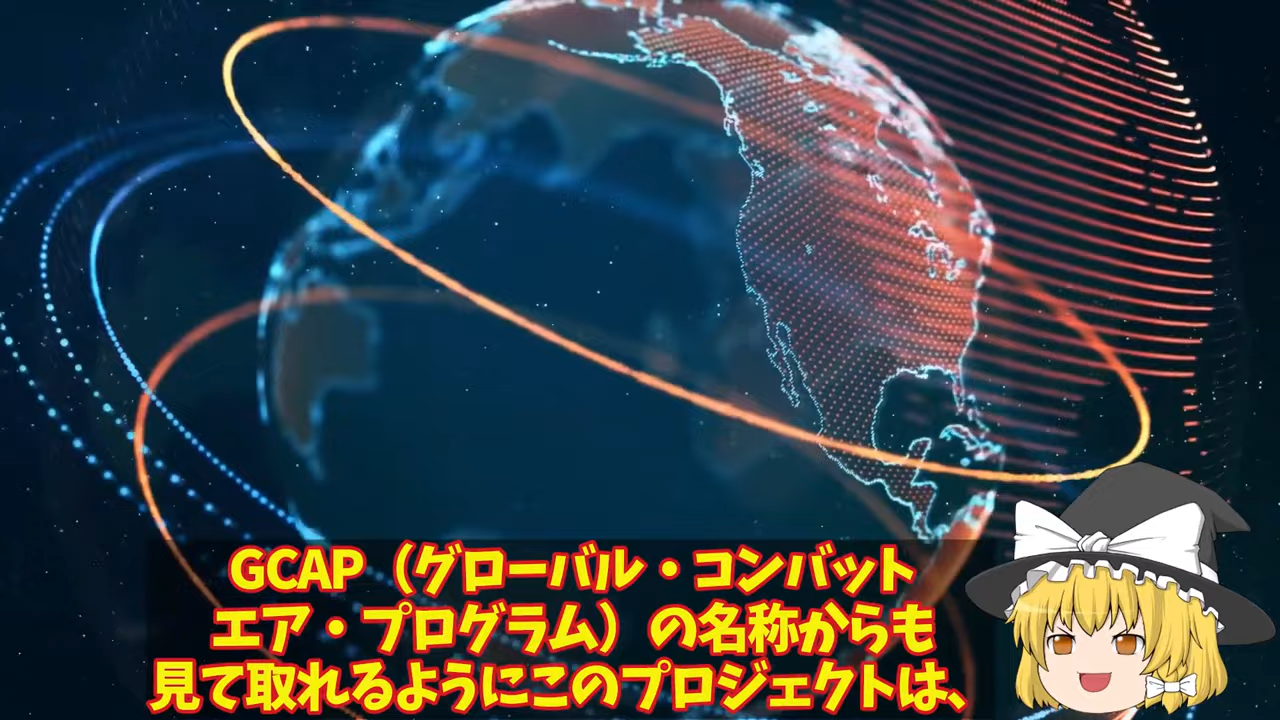 GCAP（グローバル・コンバット
エア・プログラム）の名称からも
見て取れるようにこのプロジェクトは、